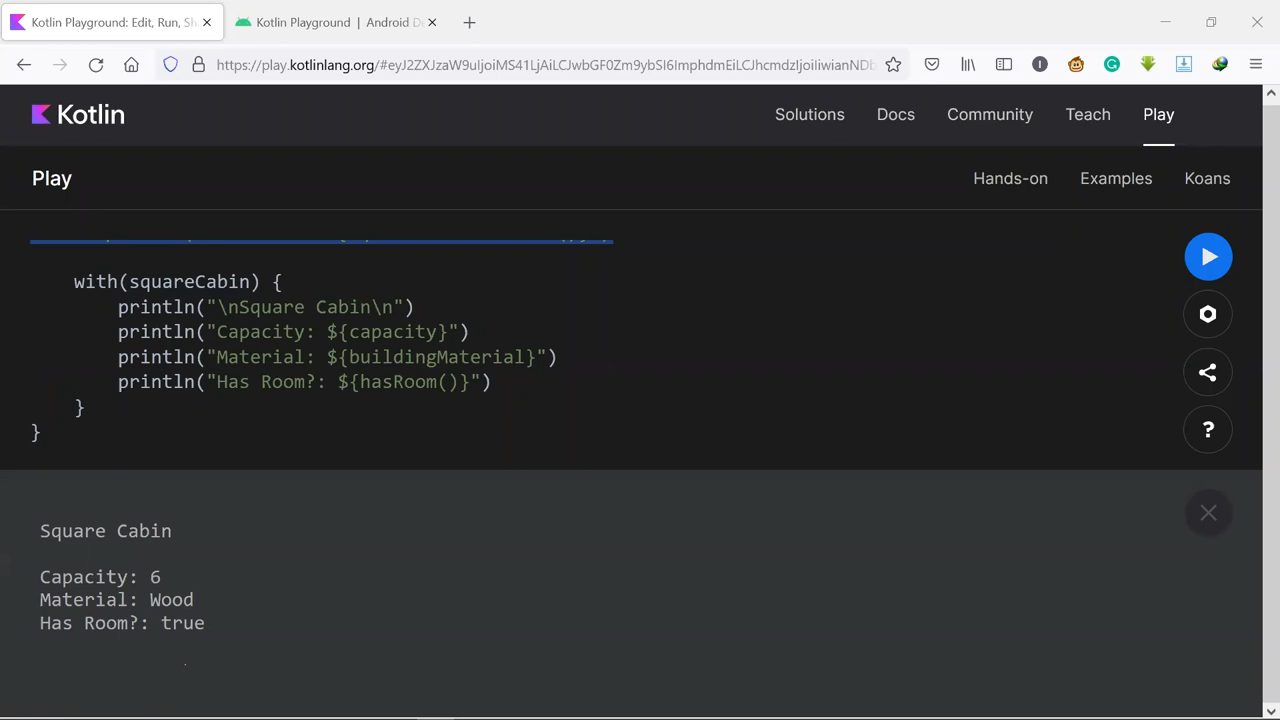 Kotlin Playground: Edit, Run, Sh
Kotlin Playground | Android De
https://play.kotlinlang.org/#eyJ2ZXJzaW9uIjoiMS41LjAiLCJwbGF0Zm9ybSI6ImphdmEiLCJhcmdzIjoiIiwianNDb
Kotlin
Solutions
Docs
Community
Teach
Play
Play
Hands-on
Examples
Koans
with(squareCabin) {
println("\nSquare Cabin\n")
println("Capacity: ${capacity}")
println("Material: ${buildingMaterial}")
println("Has Room?: ${hasRoom()}")
}
}
?
Square Cabin
Capacity: 6
Material: Wood
Has Room?: true